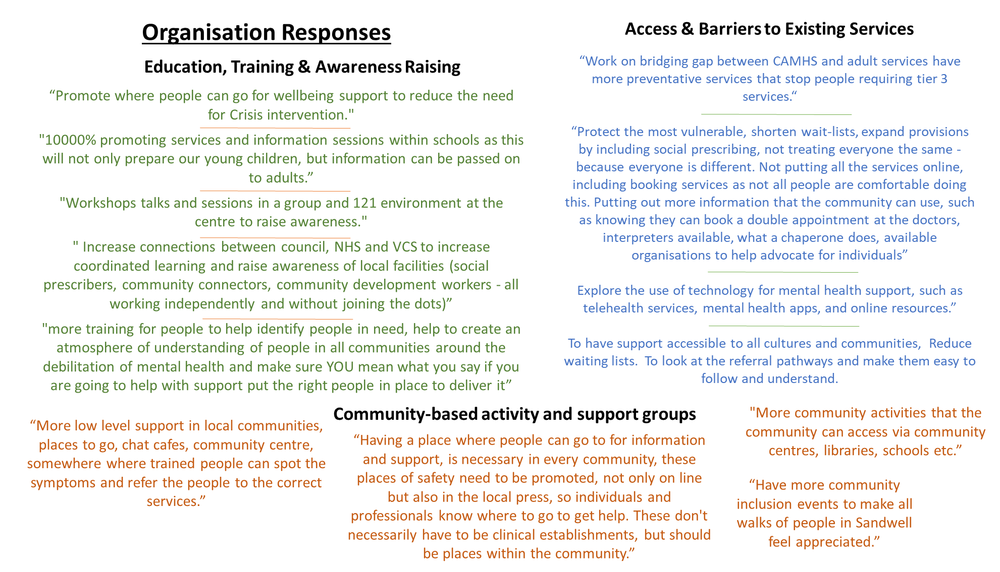 Organisation Responses
Education, Training & Awareness Raising
“Promote where people can go for wellbeing support to reduce the need
for Crisis intervention."
"10000% promoting services and information sessions within schools as this
will not only prepare our young children, but information can be passed on
to adults.”
"Workshops talks and sessions in a group and 121 environment at the
centre to raise awareness."
" Increase connections between council, NHS and VCS to increase
coordinated learning and raise awareness of local facilities (social
prescribers, community connectors, community development workers - all
working independently and without joining the dots)”
"more training for people to help identify people in need, help to create an
atmosphere of understanding of people in all communities around the
debilitation of mental health and make sure YOU mean what you say if you
are going to help with support put the right people in place to deliver it”
Access & Barriers to Existing Services
“Work on bridging gap between CAMHS and adult services have
more preventative services that stop people requiring tier 3
services.“
“Protect the most vulnerable, shorten wait-lists, expand provisions
by including social prescribing, not treating everyone the same -
because everyone is different. Not putting all the services online,
including booking services as not all people are comfortable doing
this. Putting out more information that the community can use, such
as knowing they can book a double appointment at the doctors,
interpreters available, what a chaperone does, available
organisations to help advocate for individuals”
Explore the use of technology for mental health support, such as
telehealth services, mental health apps, and online resources.”
To have support accessible to all cultures and communities,  Reduce
waiting lists.  To look at the referral pathways and make them easy to
follow and understand.
Community-based activity and support groups
“More low level support in local communities,
places to go, chat cafes, community centre,
somewhere where trained people can spot the
symptoms and refer the people to the correct
services.”
“Having a place where people can go to for information
and support, is necessary in every community, these
places of safety need to be promoted, not only on line
but also in the local press, so individuals and
professionals know where to go to get help. These don't
necessarily have to be clinical establishments, but should
be places within the community.”
"More community activities that the
community can access via community
centres, libraries, schools etc.”
“Have more community
inclusion events to make all
walks of people in Sandwell
feel appreciated.”